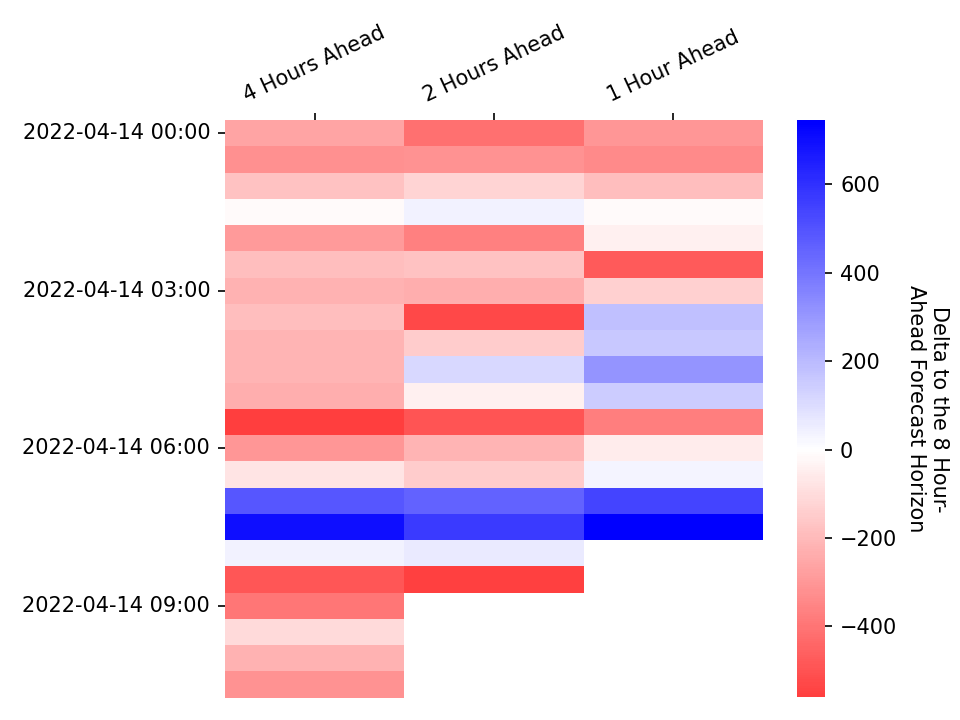 4 Hours Ahead
2 Hours Ahead
1 Hour Ahead
2022-04-14 00:00
2022-04-14 03:00
2022-04-14 06:00
2022-04-14 09:00
600
400
200
0
−200
−400
Delta to the 8 Hour-
Ahead Forecast Horizon